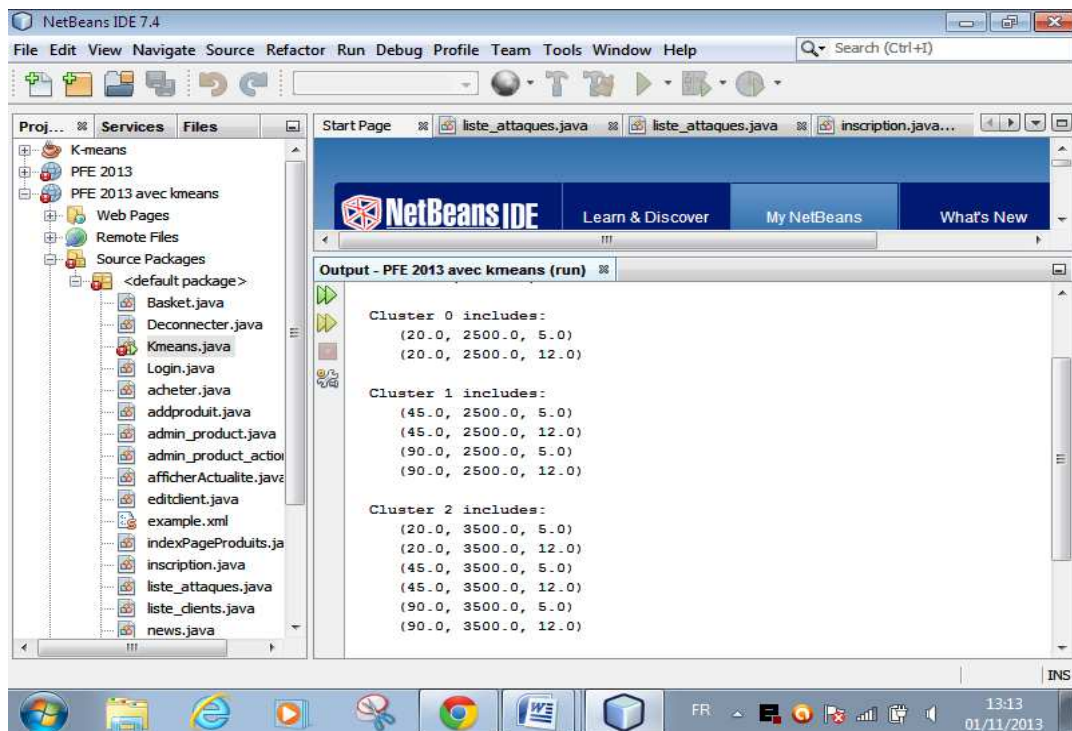 NetBeans IDE 7.4
File Edit View Navigate Source Refactor Run Debug Profile Team Tools Window Help
Search (Ctrl+I)
Proj... Services Files
K-means
PFE 2013
PFE 2013 avec kmeans
Web Pages
Remote Files
Source Packages
<default package>
Basket.java
Deconnecter.java
Kmeans.java
Login.java
acheter.java
addproduit.java
admin_product.java
admin_product_action
afficherActualite.java
editclient.java
example.xml
indexPageProduits.ja
inscription.java
liste_attaques.java
liste_clients.java
news.java
Start Page liste_attaques.java liste_attaques.java inscription.java...
NetBeans IDE Learn & Discover My NetBeans What's New
Output - PFE 2013 avec kmeans (run)
Cluster 0 includes:
(20.0, 2500.0, 5.0)
(20.0, 2500.0, 12.0)
Cluster 1 includes:
(45.0, 2500.0, 5.0)
(45.0, 2500.0, 12.0)
(90.0, 2500.0, 5.0)
(90.0, 2500.0, 12.0)
Cluster 2 includes:
(20.0, 3500.0, 5.0)
(20.0, 3500.0, 12.0)
(45.0, 3500.0, 5.0)
(45.0, 3500.0, 12.0)
(90.0, 3500.0, 5.0)
(90.0, 3500.0, 12.0)
INS
FR
13:13
01/11/2013